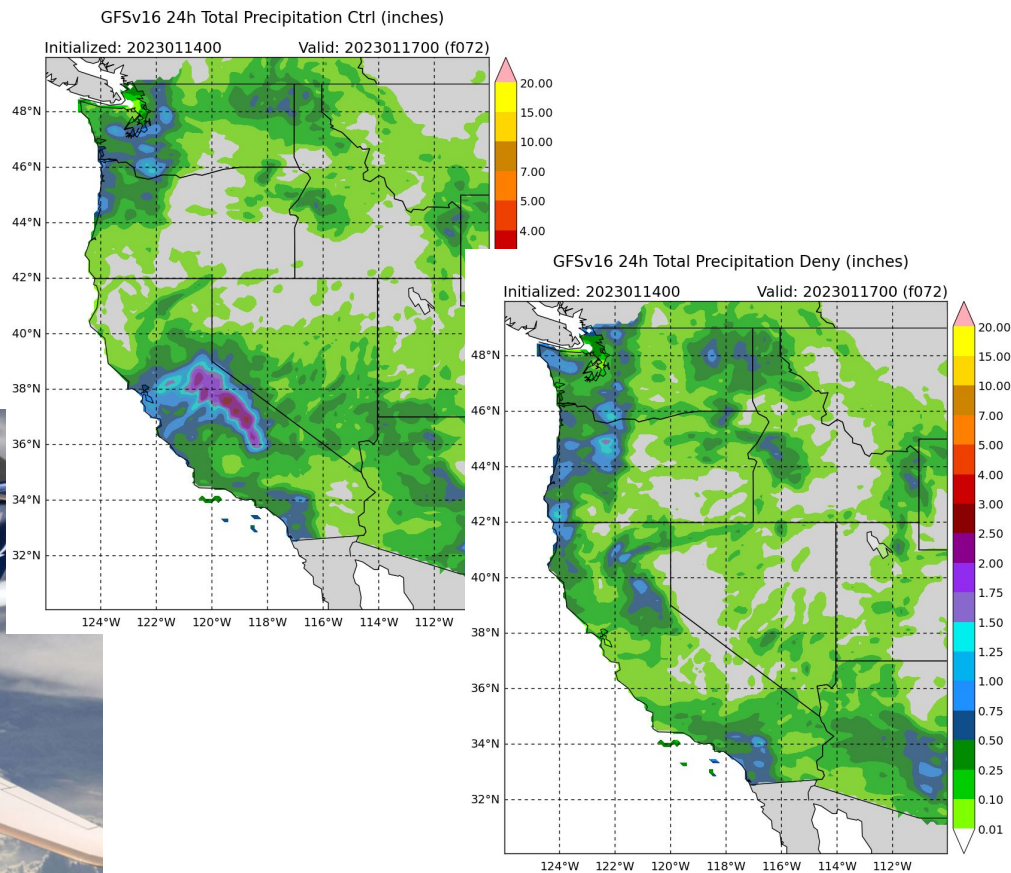 GFSv16 24h Total Precipitation Ctrl (inches)
Initialized: 2023011400 Valid: 2023011700 (f072)
48°N
46°N
44°N
42°N
40°N
38°N
36°N
34°N
32°N
124°W 122°W 120°W 118°W 116°W 114°W 112°W
20.00
15.00
10.00
7.00
5.00
4.00
GFSv16 24h Total Precipitation Deny (inches)
Initialized: 2023011400 Valid: 2023011700 (f072)
48°N
46°N
44°N
42°N
40°N
38°N
36°N
34°N
32°N
124°W 122°W 120°W 118°W 116°W 114°W 112°W
20.00
15.00
10.00
7.00
5.00
4.00
3.00
2.50
2.00
1.75
1.50
1.25
1.00
0.75
0.50
0.25
0.10
0.01